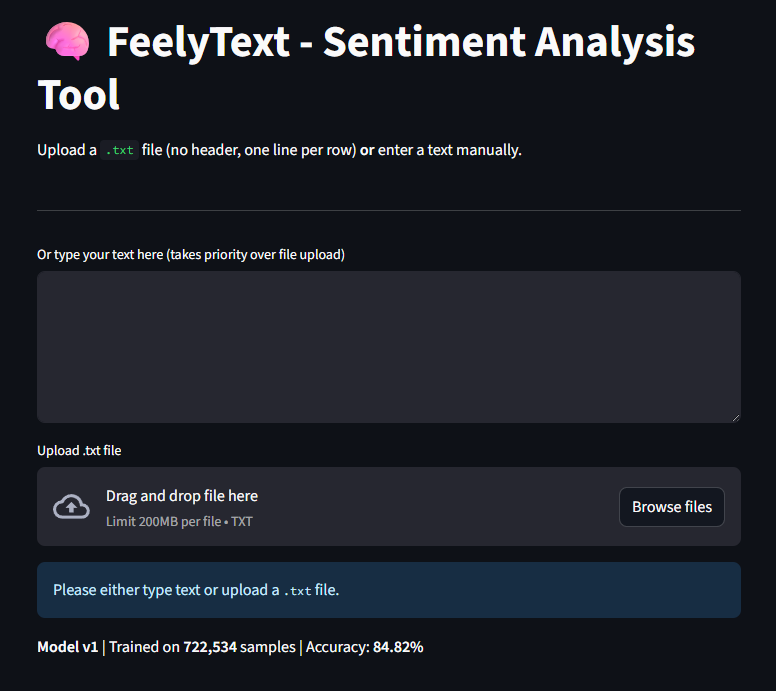 🧠 FeelyText - Sentiment Analysis
Tool
Upload a .txt file (no header, one line per row) or enter a text manually.
Or type your text here (takes priority over file upload)
Upload .txt file
Drag and drop file here
Limit 200MB per file • TXT
Browse files
Please either type text or upload a .txt file.
Model v1 | Trained on 722,534 samples | Accuracy: 84.82%